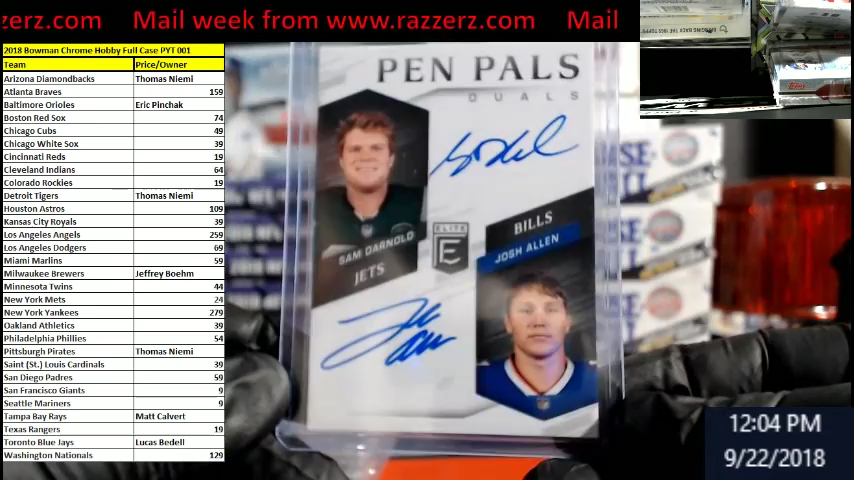 zerz.com     Mail week from www.razzerz.com     Mail
2018 Bowman Chrome Hobby Full Case PYT 001
Team Price/Owner
Arizona Diamondbacks Thomas Niemi
Atlanta Braves 159
Baltimore Orioles Eric Pinchak
Boston Red Sox 74
Chicago Cubs 49
Chicago White Sox 39
Cincinnati Reds 19
Cleveland Indians 64
Colorado Rockies 19
Detroit Tigers Thomas Niemi
Houston Astros 109
Kansas City Royals 39
Los Angeles Angels 259
Los Angeles Dodgers 69
Miami Marlins 59
Milwaukee Brewers Jeffrey Boehm
Minnesota Twins 44
New York Mets 24
New York Yankees 279
Oakland Athletics 39
Philadelphia Phillies 54
Pittsburgh Pirates Thomas Niemi
Saint (St.) Louis Cardinals 39
San Diego Padres 59
San Francisco Giants 9
Seattle Mariners 9
Tampa Bay Rays Matt Calvert
Texas Rangers 19
Toronto Blue Jays Lucas Bedell
Washington Nationals 129
PEN PALS
DUALS
SAM DARNOLD
JETS
ELITE
E
BILLS
JOSH ALLEN
12:04 PM
9/22/2018